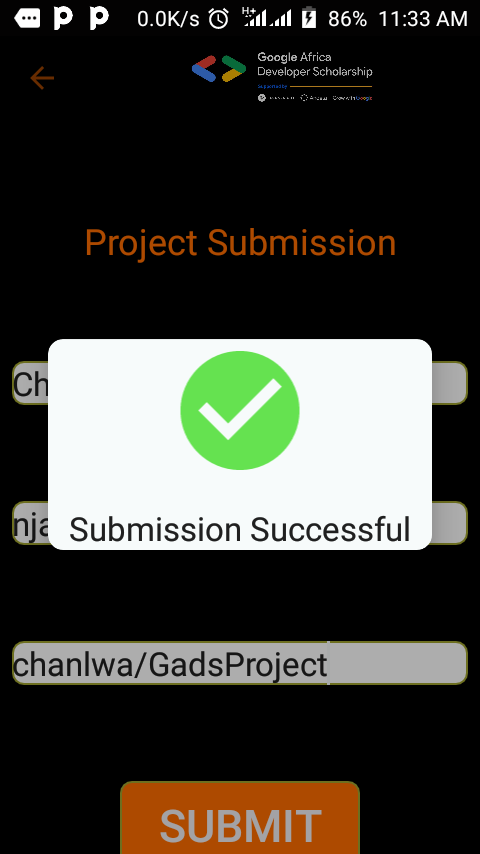 0.0K/s H+ 86% 11:33 AM
Google Africa
Developer Scholarship
Project Submission
Ch
nja
Submission Successful
chanlwa/GadsProject
SUBMIT